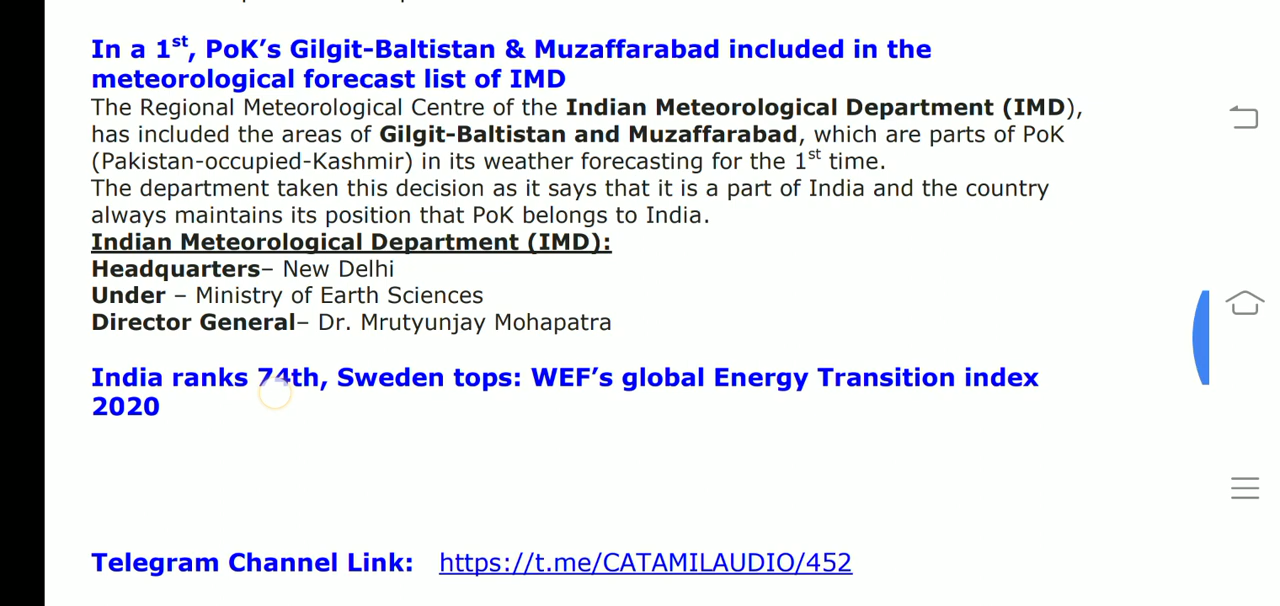 In a 1st, PoK's Gilgit-Baltistan & Muzaffarabad included in the
meteorological forecast list of IMD
The Regional Meteorological Centre of the Indian Meteorological Department (IMD),
has included the areas of Gilgit-Baltistan and Muzaffarabad, which are parts of PoK
(Pakistan-occupied-Kashmir) in its weather forecasting for the 1st time.
The department taken this decision as it says that it is a part of India and the country
always maintains its position that PoK belongs to India.
Indian Meteorological Department (IMD):
Headquarters– New Delhi
Under – Ministry of Earth Sciences
Director General– Dr. Mrutyunjay Mohapatra
India ranks 74th, Sweden tops: WEF's global Energy Transition index
2020
Telegram Channel Link: https://t.me/CATAMILAUDIO/452